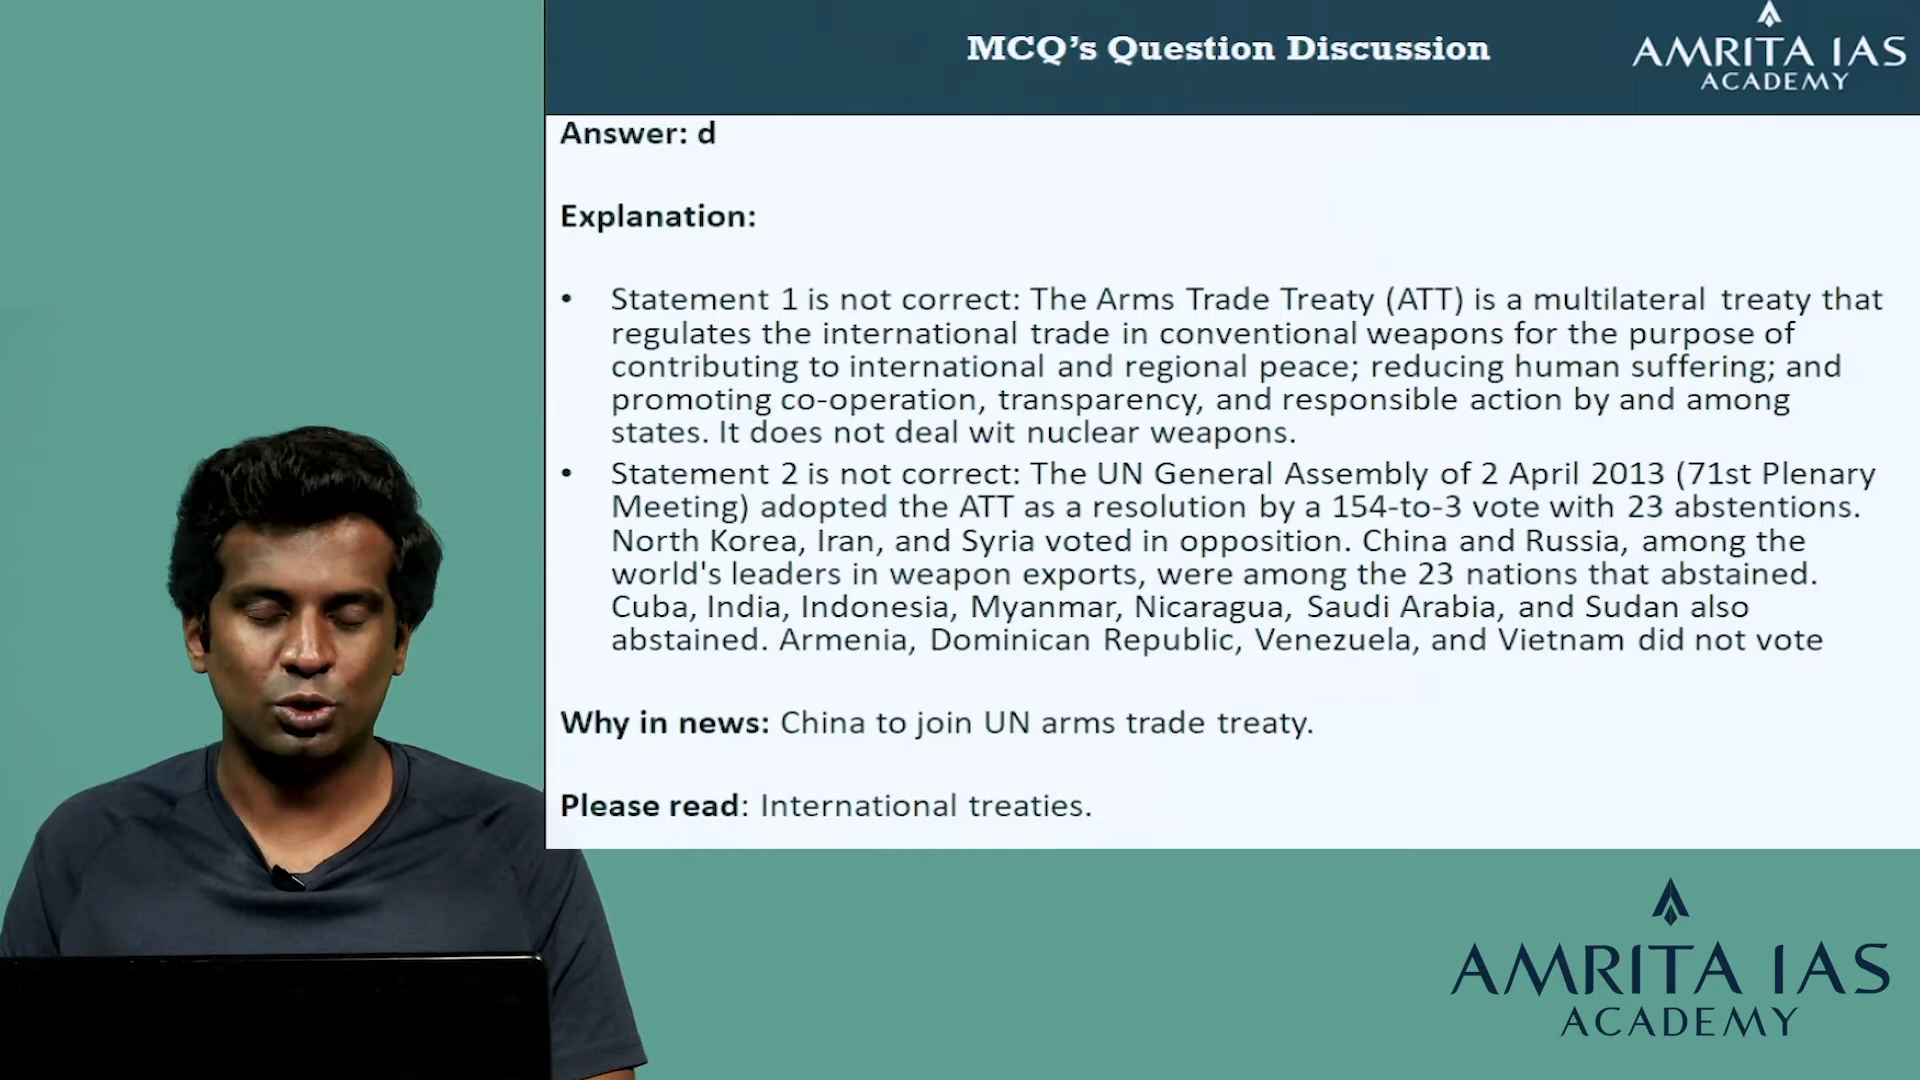 MCQ's Question Discussion
AMRITA IAS
ACADEMY
Answer: d
Explanation:
• Statement 1 is not correct: The Arms Trade Treaty (ATT) is a multilateral treaty that
regulates the international trade in conventional weapons for the purpose of
contributing to international and regional peace; reducing human suffering; and
promoting co-operation, transparency, and responsible action by and among
states. It does not deal wit nuclear weapons.
• Statement 2 is not correct: The UN General Assembly of 2 April 2013 (71st Plenary
Meeting) adopted the ATT as a resolution by a 154-to-3 vote with 23 abstentions.
North Korea, Iran, and Syria voted in opposition. China and Russia, among the
world's leaders in weapon exports, were among the 23 nations that abstained.
Cuba, India, Indonesia, Myanmar, Nicaragua, Saudi Arabia, and Sudan also
abstained. Armenia, Dominican Republic, Venezuela, and Vietnam did not vote
Why in news: China to join UN arms trade treaty.
Please read: International treaties.
AMRITA IAS
ACADEMY